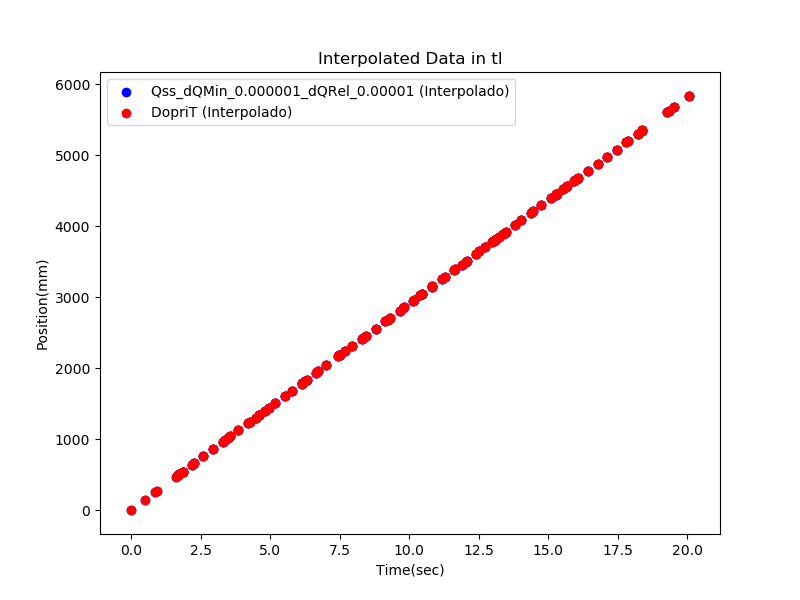 Interpolated Data in tl
Qss_dQMin_0.000001_dQRel_0.00001 (Interpolado)
DopriT (Interpolado)
6000
5000
4000
3000
2000
1000
0
Position(mm)
0.0 2.5 5.0 7.5 10.0 12.5 15.0 17.5 20.0
Time(sec)